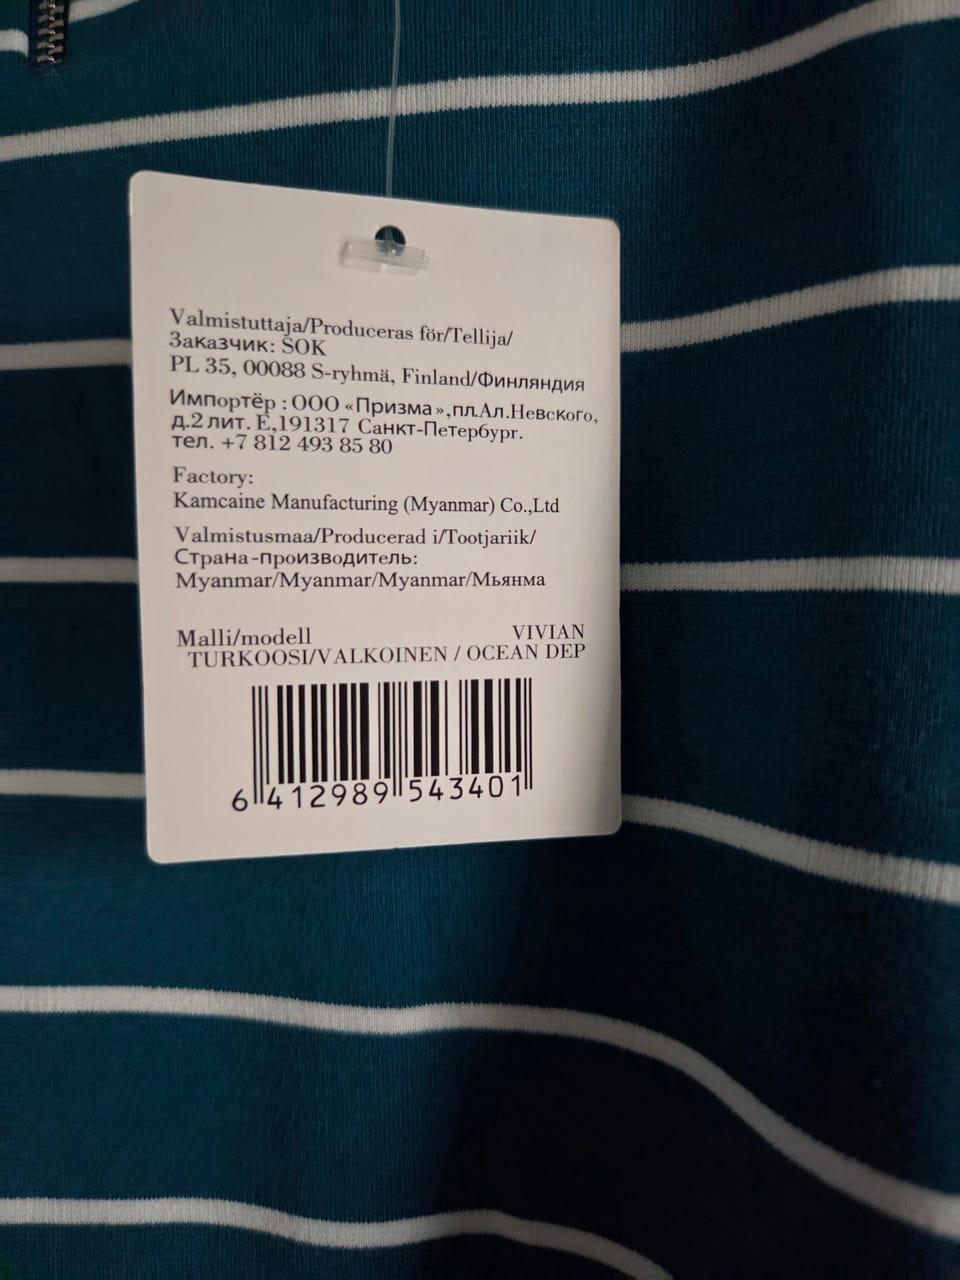 Valmistuttaja/Produceras för/Tellija/
Заказчик: SOK
PL 35, 00088 S-ryhmä, Finland/Финляндия
Импортёр : ООО «Призма»,пл.Ал.Невского,
д.2 лит. Е,191317 Санкт-Петербург.
тел. +7 812 493 85 80
Factory:
Kamcaine Manufacturing (Myanmar) Co.,Ltd
Valmistusmaa/Producerad i/Tootjariik/
Страна-производитель:
Myanmar/Myanmar/Myanmar/Мьянма
Malli/modell VIVIAN
TURKOOSI/VALKOINEN / OCEAN DEP
6 412989 543401